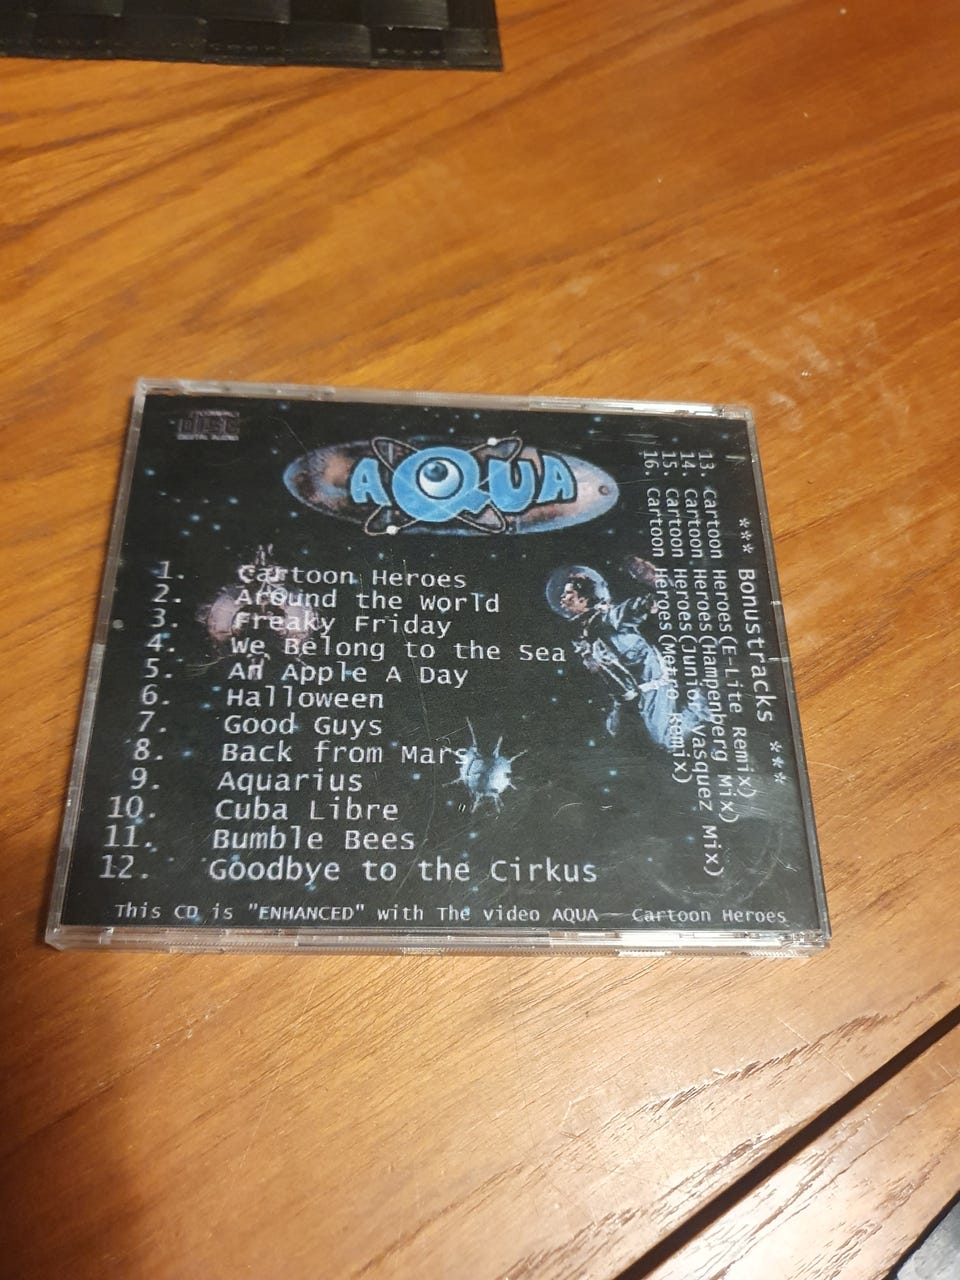 DISC
DIGITAL AUDIO
AQUA
1. Cartoon Heroes
2. Around the World
3. Freaky Friday
4. We Belong to the Sea
5. An Apple A Day
6. Halloween
7. Good Guys
8. Back from Mars
9. Aquarius
10. Cuba Libre
11. Bumble Bees
12. Goodbye to the Cirkus
This CD is "ENHANCED" with The video AQUA - Cartoon Heroes
*** Bonustracks ***
13. Cartoon Heroes(E-Lite Remix)
14. Cartoon Heroes(Hampenberg Mix)
15. Cartoon Heroes(Junior Vasquez Mix)
16. Cartoon Heroes(Metro Remix)